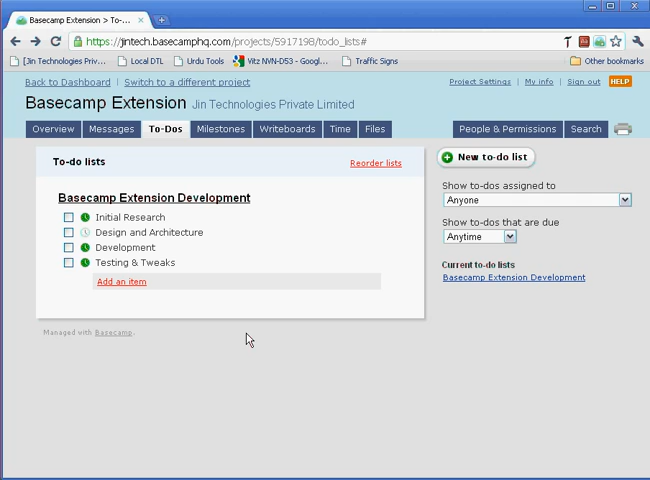 Basecamp Extension > To-...
https://jintech.basecamphq.com/projects/5917198/todo_lists#
[Jin Technologies Priv... Local DTL Urdu Tools Vitz NVN-D53 - Googl... Traffic Signs Other bookmarks
Back to Dashboard | Switch to a different project Project Settings | My info | Sign out HELP
Basecamp Extension Jin Technologies Private Limited
Overview Messages To-Dos Milestones Writeboards Time Files People & Permissions Search
To-do lists Reorder lists
New to-do list
Basecamp Extension Development
Initial Research
Design and Architecture
Development
Testing & Tweaks
Add an item
Show to-dos assigned to
Anyone
Show to-dos that are due
Anytime
Current to-do lists
Basecamp Extension Development
Managed with Basecamp.